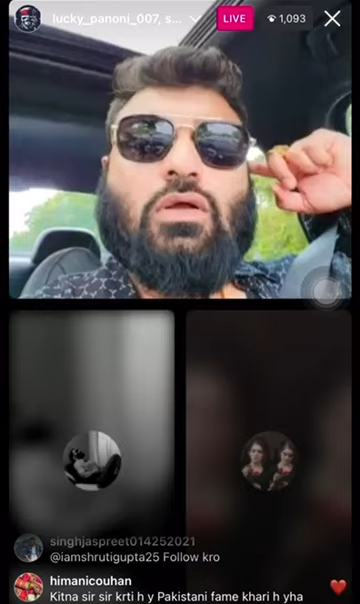 lucky_panoni_007, s...
LIVE
1,093
singhjaspreet014252021
@iamshrutigupta25 Follow kro
himanicouhan
Kitna sir sir krti h y Pakistani fame khari h yha